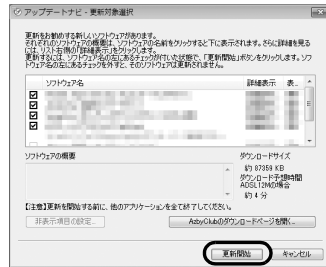 アップデートナビ - 更新対象選択
更新をお勧めする新しいソフトウェアがあります。
それぞれのソフトウェアの概要は、ソフトウェアの名前をクリックすると下に表示されます。さらに詳細を見る
には、リスト右側の「詳細表示」をクリックします。
更新するには、ソフトウェア名の左にあるチェックが付いた状態で、「更新開始」ボタンをクリックします。ソフ
トウェア名の左にあるチェックを外すと、そのソフトウェアは更新されません。
ソフトウェア名 詳細表示 表..
ソフトウェアの概要 ダウンロードサイズ
約 87359 KB
ダウンロード予想時間
ADSL12Mの場合
約 4 分
【注意】更新を開始する前に、他のアプリケーションを全て終了してください。
非表示項目の設定... AzbyClubのダウンロードページを開く...
更新開始 キャンセル